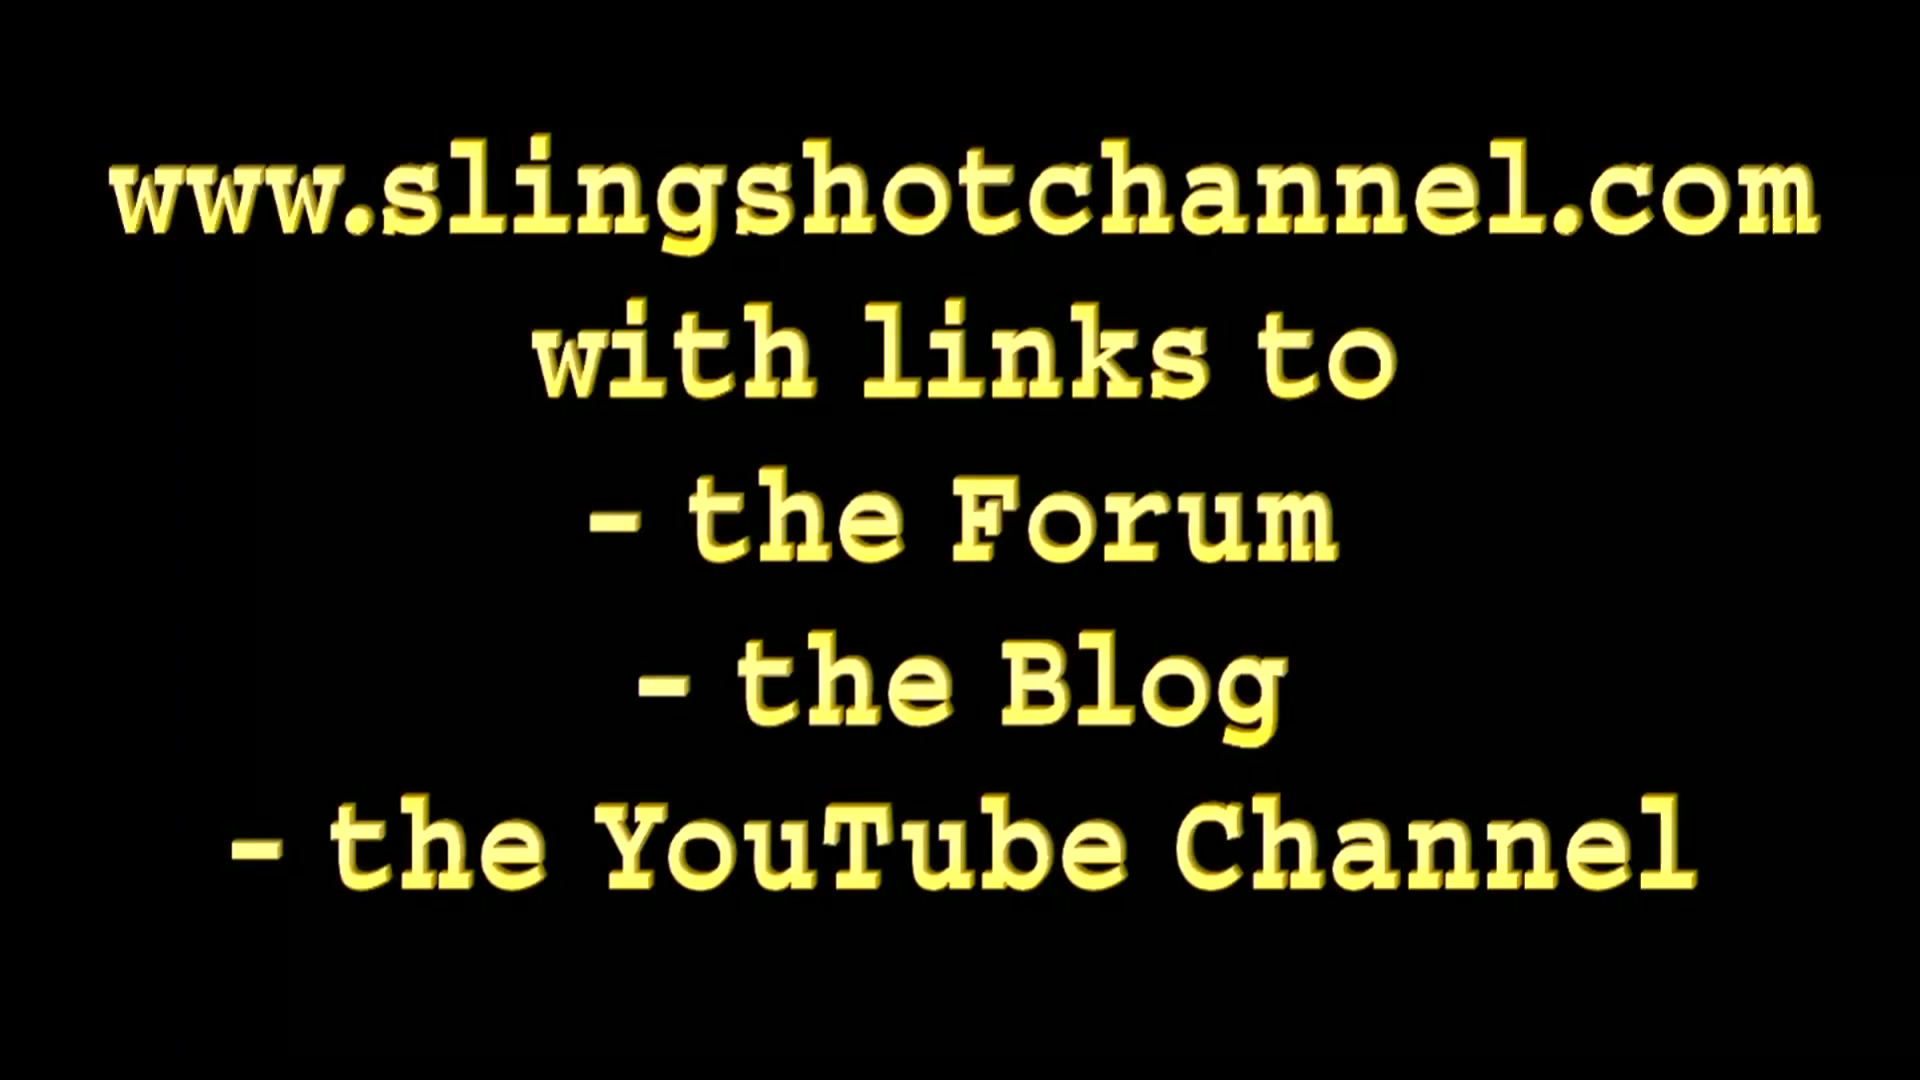 www.slingshotchannel.com
with links to
- the Forum
- the Blog
- the YouTube Channel